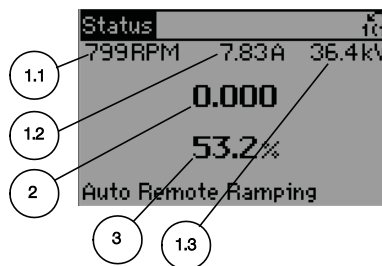 Status
799RPM 7.83A 36.4k
0.000
53.2%
Auto Remote Ramping
1.1
1.2
2
3
1.3